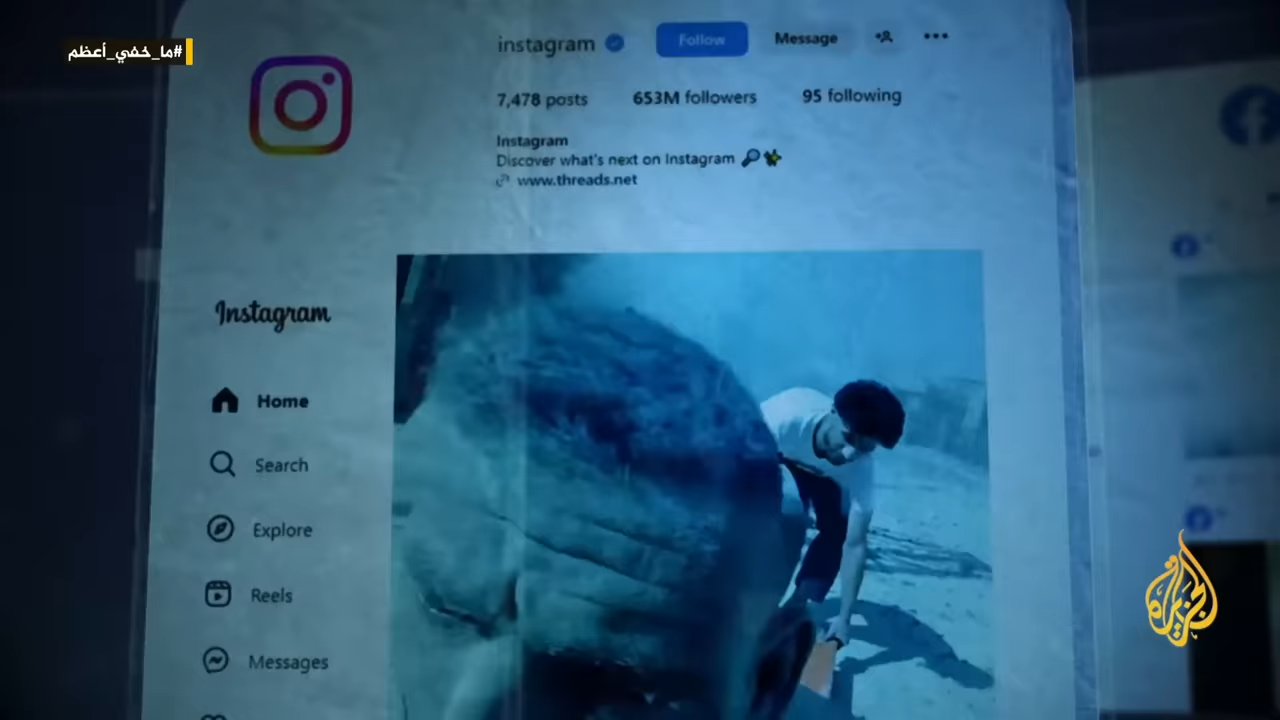 #ما_خفي_أعظم
instagram Follow Message
7,478 posts 653M followers 95 following
Instagram
Discover what's next on Instagram
www.threads.net
Instagram
Home
Search
Explore
Reels
Messages
الجزيرة